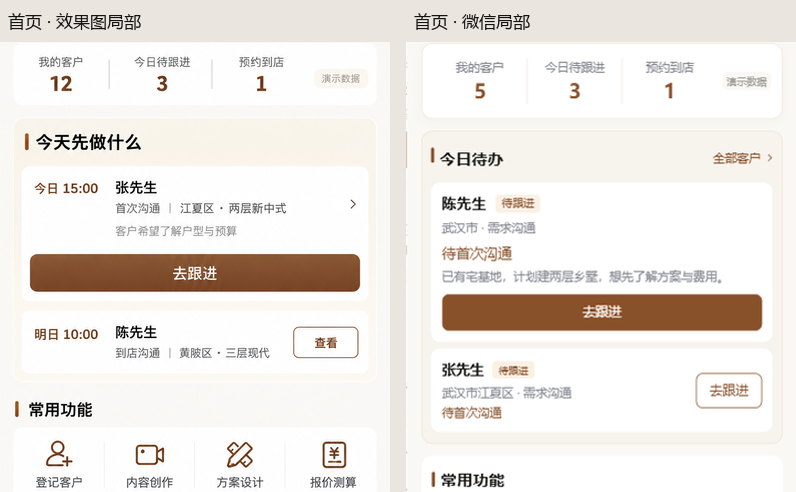 首页 · 效果图局部
我的客户 今日待跟进 预约到店
12 3 1 演示数据
今天先做什么
今日 15:00 张先生
首次沟通 | 江夏区 · 两层新中式
客户希望了解户型与预算
去跟进
明日 10:00 陈先生
到店沟通 | 黄陂区 · 三层现代
查看
常用功能
登记客户 内容创作 方案设计 报价测算
首页 · 微信局部
我的客户 今日待跟进 预约到店
5 3 1 演示数据
今日待办 全部客户 >
陈先生 待跟进
武汉市 · 需求沟通
待首次沟通
已有宅基地，计划建两层乡墅，想先了解方案与费用。
去跟进
张先生 待跟进
武汉市江夏区 · 需求沟通
待首次沟通
去跟进
常用功能